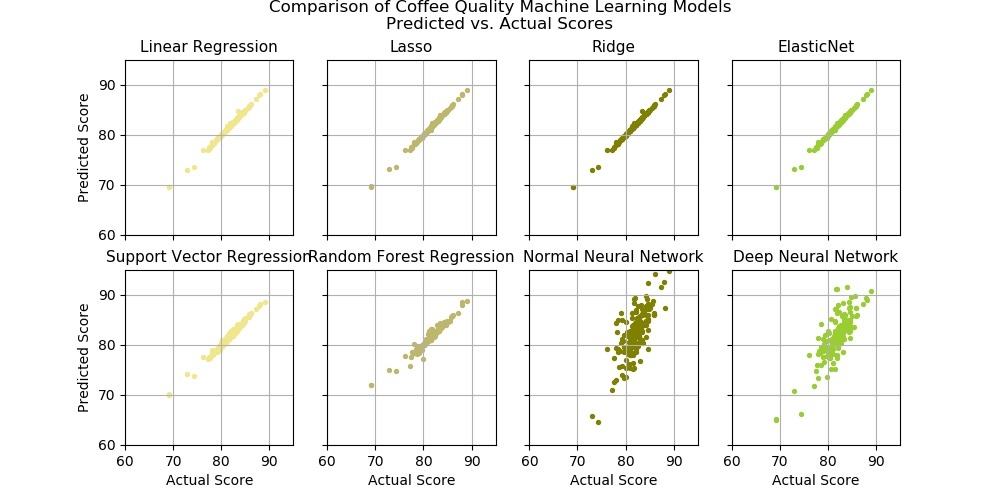 Comparison of Coffee Quality Machine Learning Models
Predicted vs. Actual Scores
Linear Regression
Lasso
Ridge
ElasticNet
90
80
70
60
Predicted Score
Support Vector Regression
Random Forest Regression
Normal Neural Network
Deep Neural Network
90
80
70
60
Predicted Score
60 70 80 90
60 70 80 90
60 70 80 90
60 70 80 90
Actual Score
Actual Score
Actual Score
Actual Score